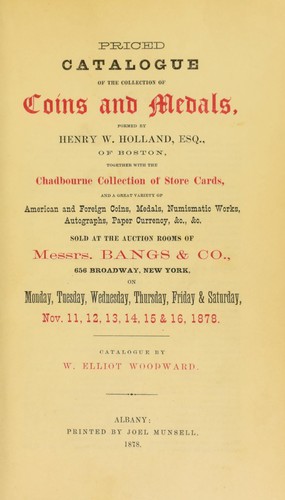 PRICED
CATALOGUE
OF THE COLLECTION OF
Coins and Medals,
FORMED BY
HENRY W. HOLLAND, ESQ.,
OF BOSTON,
TOGETHER WITH THE
Chadbourne Collection of Store Cards,
AND A GREAT VARIETY OF
American and Foreign Coins, Medals, Numismatic Works,
Autographs, Paper Currency, &c., &c.
SOLD AT THE AUCTION ROOMS OF
Messrs. BANGS & CO.,
656 BROADWAY, NEW YORK,
ON
Monday, Tuesday, Wednesday, Thursday, Friday & Saturday,
Nov. 11, 12, 13, 14, 15 & 16, 1878.
CATALOGUE BY
W. ELLIOT WOODWARD.
ALBANY:
PRINTED BY JOEL MUNSELL.
1878.